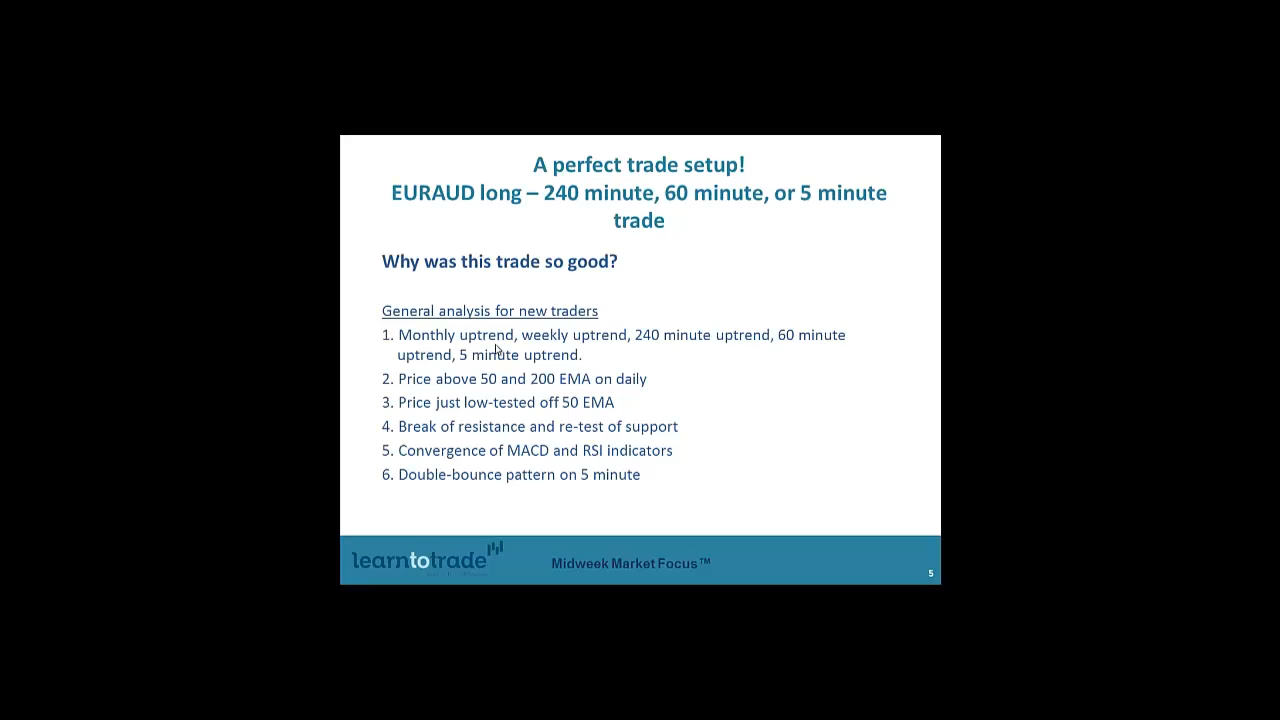 A perfect trade setup!
EURAUD long – 240 minute, 60 minute, or 5 minute
trade
Why was this trade so good?
General analysis for new traders
1. Monthly uptrend, weekly uptrend, 240 minute uptrend, 60 minute
uptrend, 5 minute uptrend.
2. Price above 50 and 200 EMA on daily
3. Price just low-tested off 50 EMA
4. Break of resistance and re-test of support
5. Convergence of MACD and RSI indicators
6. Double-bounce pattern on 5 minute
learntotrade
Midweek Market Focus™
5